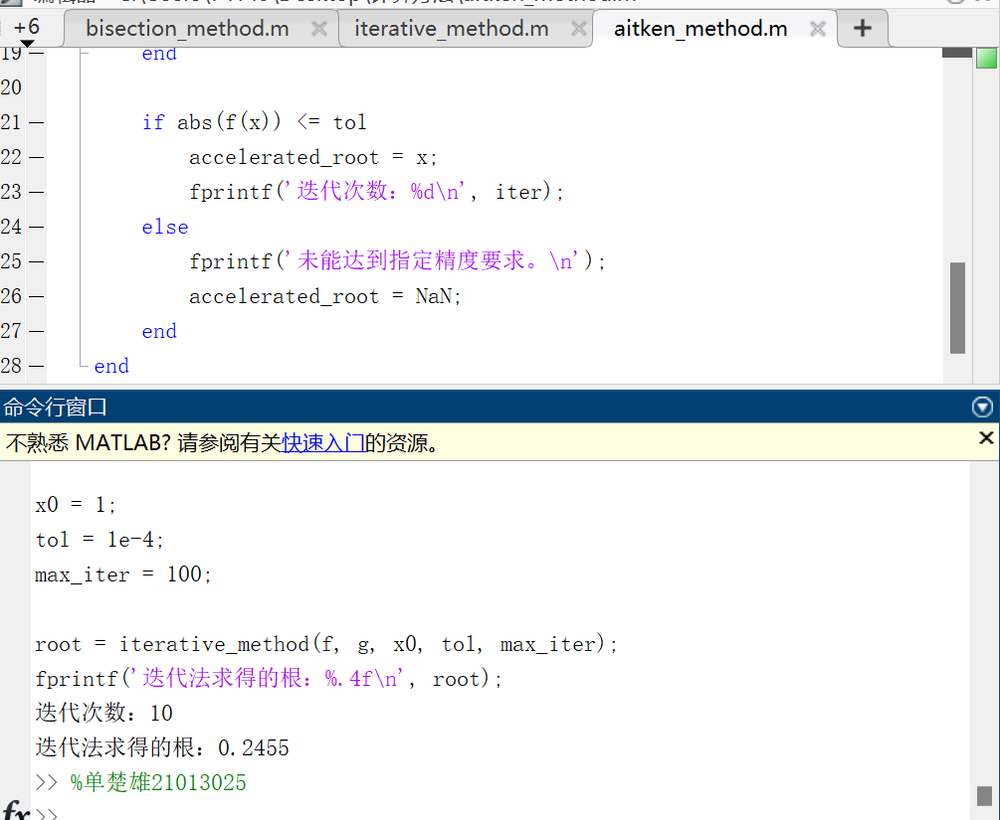 +6 bisection_method.m iterative_method.m aitken_method.m +
19 end
20
21 if abs(f(x)) <= tol
22 accelerated_root = x;
23 fprintf('迭代次数: %d\n', iter);
24 else
25 fprintf('未能达到指定精度要求。\n');
26 accelerated_root = NaN;
27 end
28 end
命令行窗口
不熟悉 MATLAB? 请参阅有关快速入门的资源。
x0 = 1;
tol = 1e-4;
max_iter = 100;
root = iterative_method(f, g, x0, tol, max_iter);
fprintf('迭代法求得的根: %.4f\n', root);
迭代次数: 10
迭代法求得的根: 0.2455
>> %单楚雄21013025
fx >>